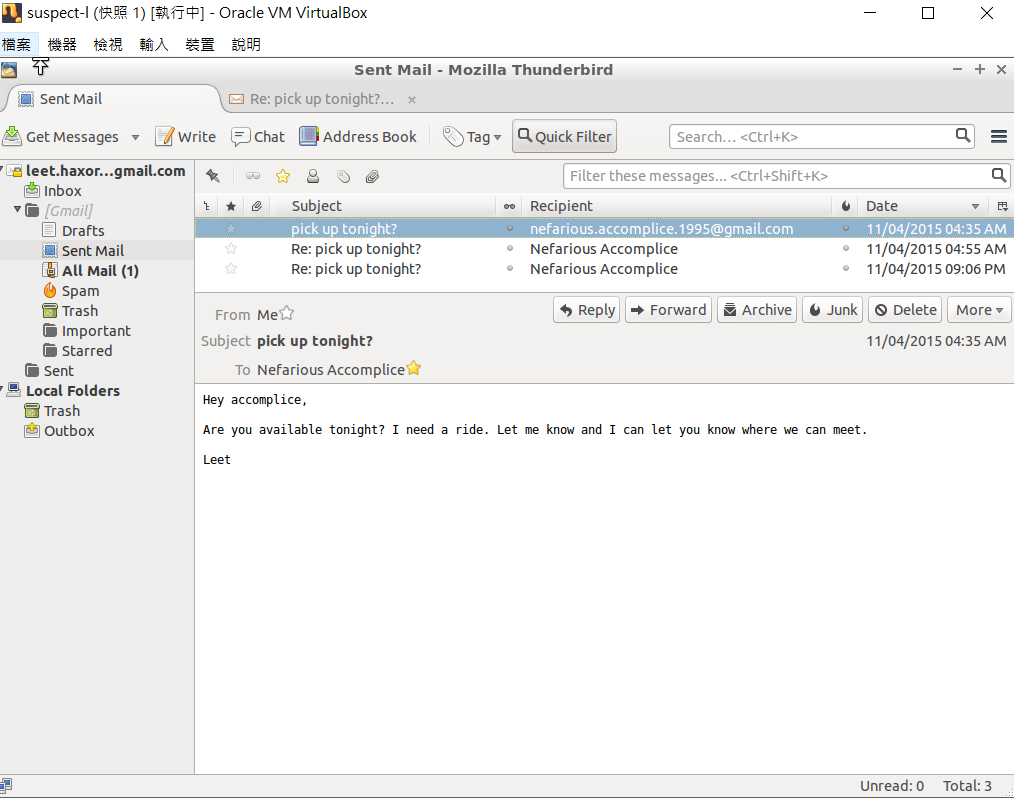 suspect-l (快照 1) [執行中] - Oracle VM VirtualBox
檔案 機器 檢視 輸入 裝置 說明
Sent Mail - Mozilla Thunderbird
Sent Mail Re: pick up tonight?...
Get Messages Write Chat Address Book Tag Quick Filter Search... <Ctrl+K>
leet.haxor...gmail.com
Inbox
[Gmail]
Drafts
Sent Mail
All Mail (1)
Spam
Trash
Important
Starred
Sent
Local Folders
Trash
Outbox
Filter these messages... <Ctrl+Shift+K>
Subject Recipient Date
pick up tonight? nefarious.accomplice.1995@gmail.com 11/04/2015 04:35 AM
Re: pick up tonight? Nefarious Accomplice 11/04/2015 04:55 AM
Re: pick up tonight? Nefarious Accomplice 11/04/2015 09:06 PM
From Me Reply Forward Archive Junk Delete More
Subject pick up tonight? 11/04/2015 04:35 AM
To Nefarious Accomplice
Hey accomplice,
Are you available tonight? I need a ride. Let me know and I can let you know where we can meet.
Leet
Unread: 0 Total: 3